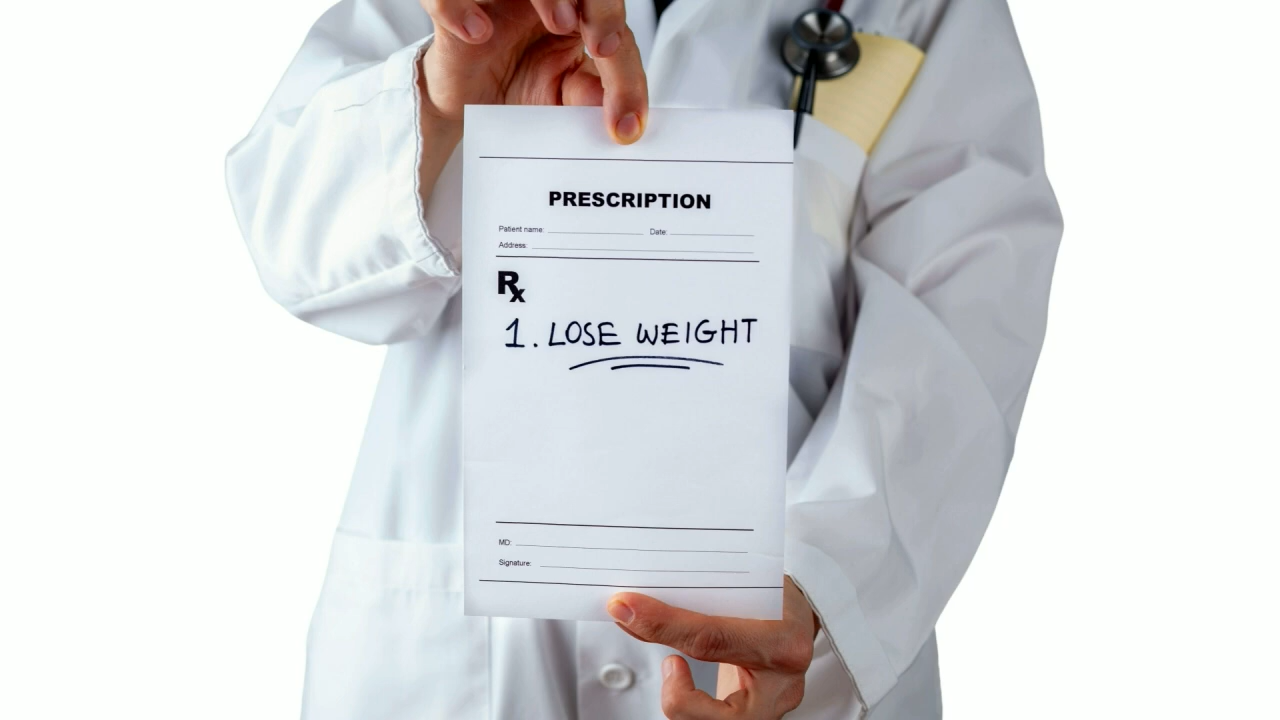 PRESCRIPTION
Patient name: Date:
Address:
Rx
1. LOSE WEIGHT
MD:
Signature: